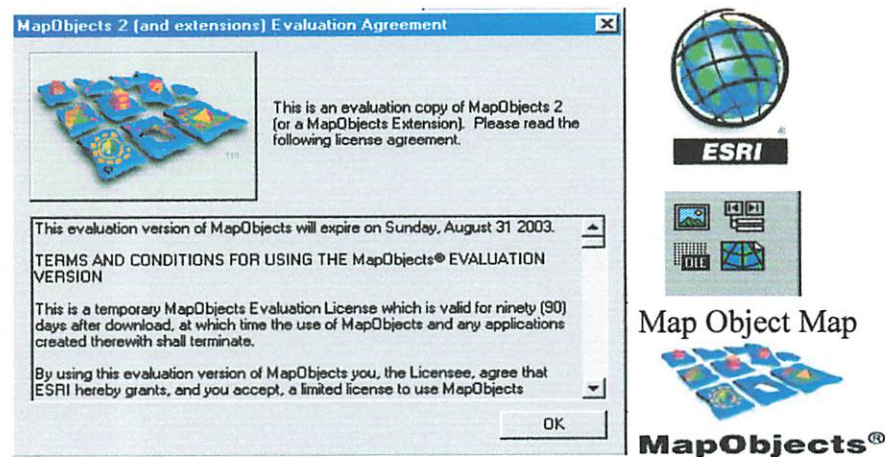 MapObjects 2 (and extensions) Evaluation Agreement
This is an evaluation copy of MapObjects 2
(or a MapObjects Extension). Please read the
following license agreement.
TM
This evaluation version of MapObjects will expire on Sunday, August 31 2003.
TERMS AND CONDITIONS FOR USING THE MapObjects® EVALUATION
VERSION
This is a temporary MapObjects Evaluation License which is valid for ninety (90)
days after download, at which time the use of MapObjects and any applications
created therewith shall terminate.
By using this evaluation version of MapObjects you, the Licensee, agree that
ESRI hereby grants, and you accept, a limited license to use MapObjects
OK
®
ESRI
OLE
Map Object Map
MapObjects®